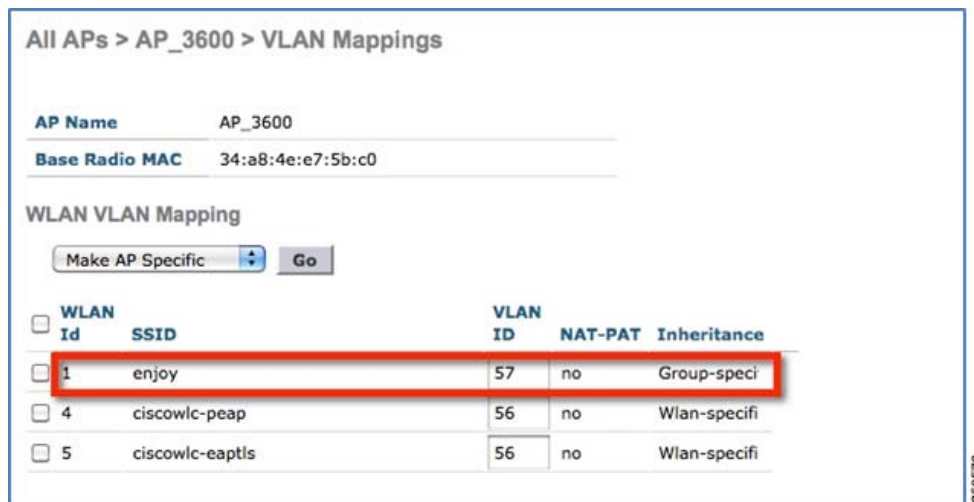 All APs > AP_3600 > VLAN Mappings
AP Name AP_3600
Base Radio MAC 34:a8:4e:e7:5b:c0
WLAN VLAN Mapping
Make AP Specific Go
WLAN Id SSID VLAN ID NAT-PAT Inheritance
1 enjoy 57 no Group-speci
4 ciscowlc-peap 56 no Wlan-specifi
5 ciscowlc-eaptls 56 no Wlan-specifi